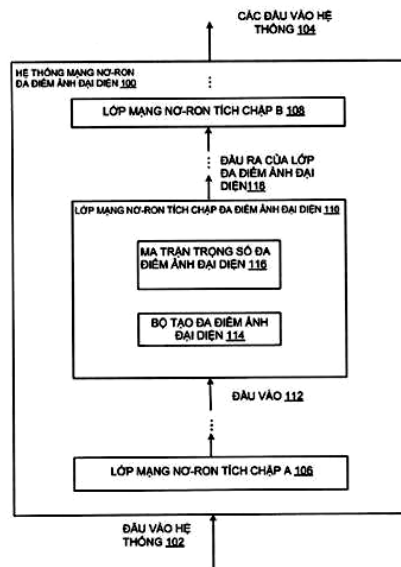 CÁC ĐẦU VÀO HỆ
THỐNG 104
HỆ THỐNG MẠNG NƠ-RON
ĐA ĐIỂM ẢNH ĐẠI DIỆN 100
LỚP MẠNG NƠ-RON TÍCH CHẬP B 108
ĐẦU RA CỦA LỚP
ĐA ĐIỂM ẢNH ĐẠI
DIỆN118
LỚP MẠNG NƠ-RON TÍCH CHẬP ĐA ĐIỂM ẢNH ĐẠI DIỆN 110
MA TRẬN TRỌNG SỐ ĐA
ĐIỂM ẢNH ĐẠI DIỆN 116
BỘ TẠO ĐA ĐIỂM ẢNH
ĐẠI DIỆN 114
ĐẦU VÀO 112
LỚP MẠNG NƠ-RON TÍCH CHẬP A 106
ĐẦU VÀO HỆ
THỐNG 102